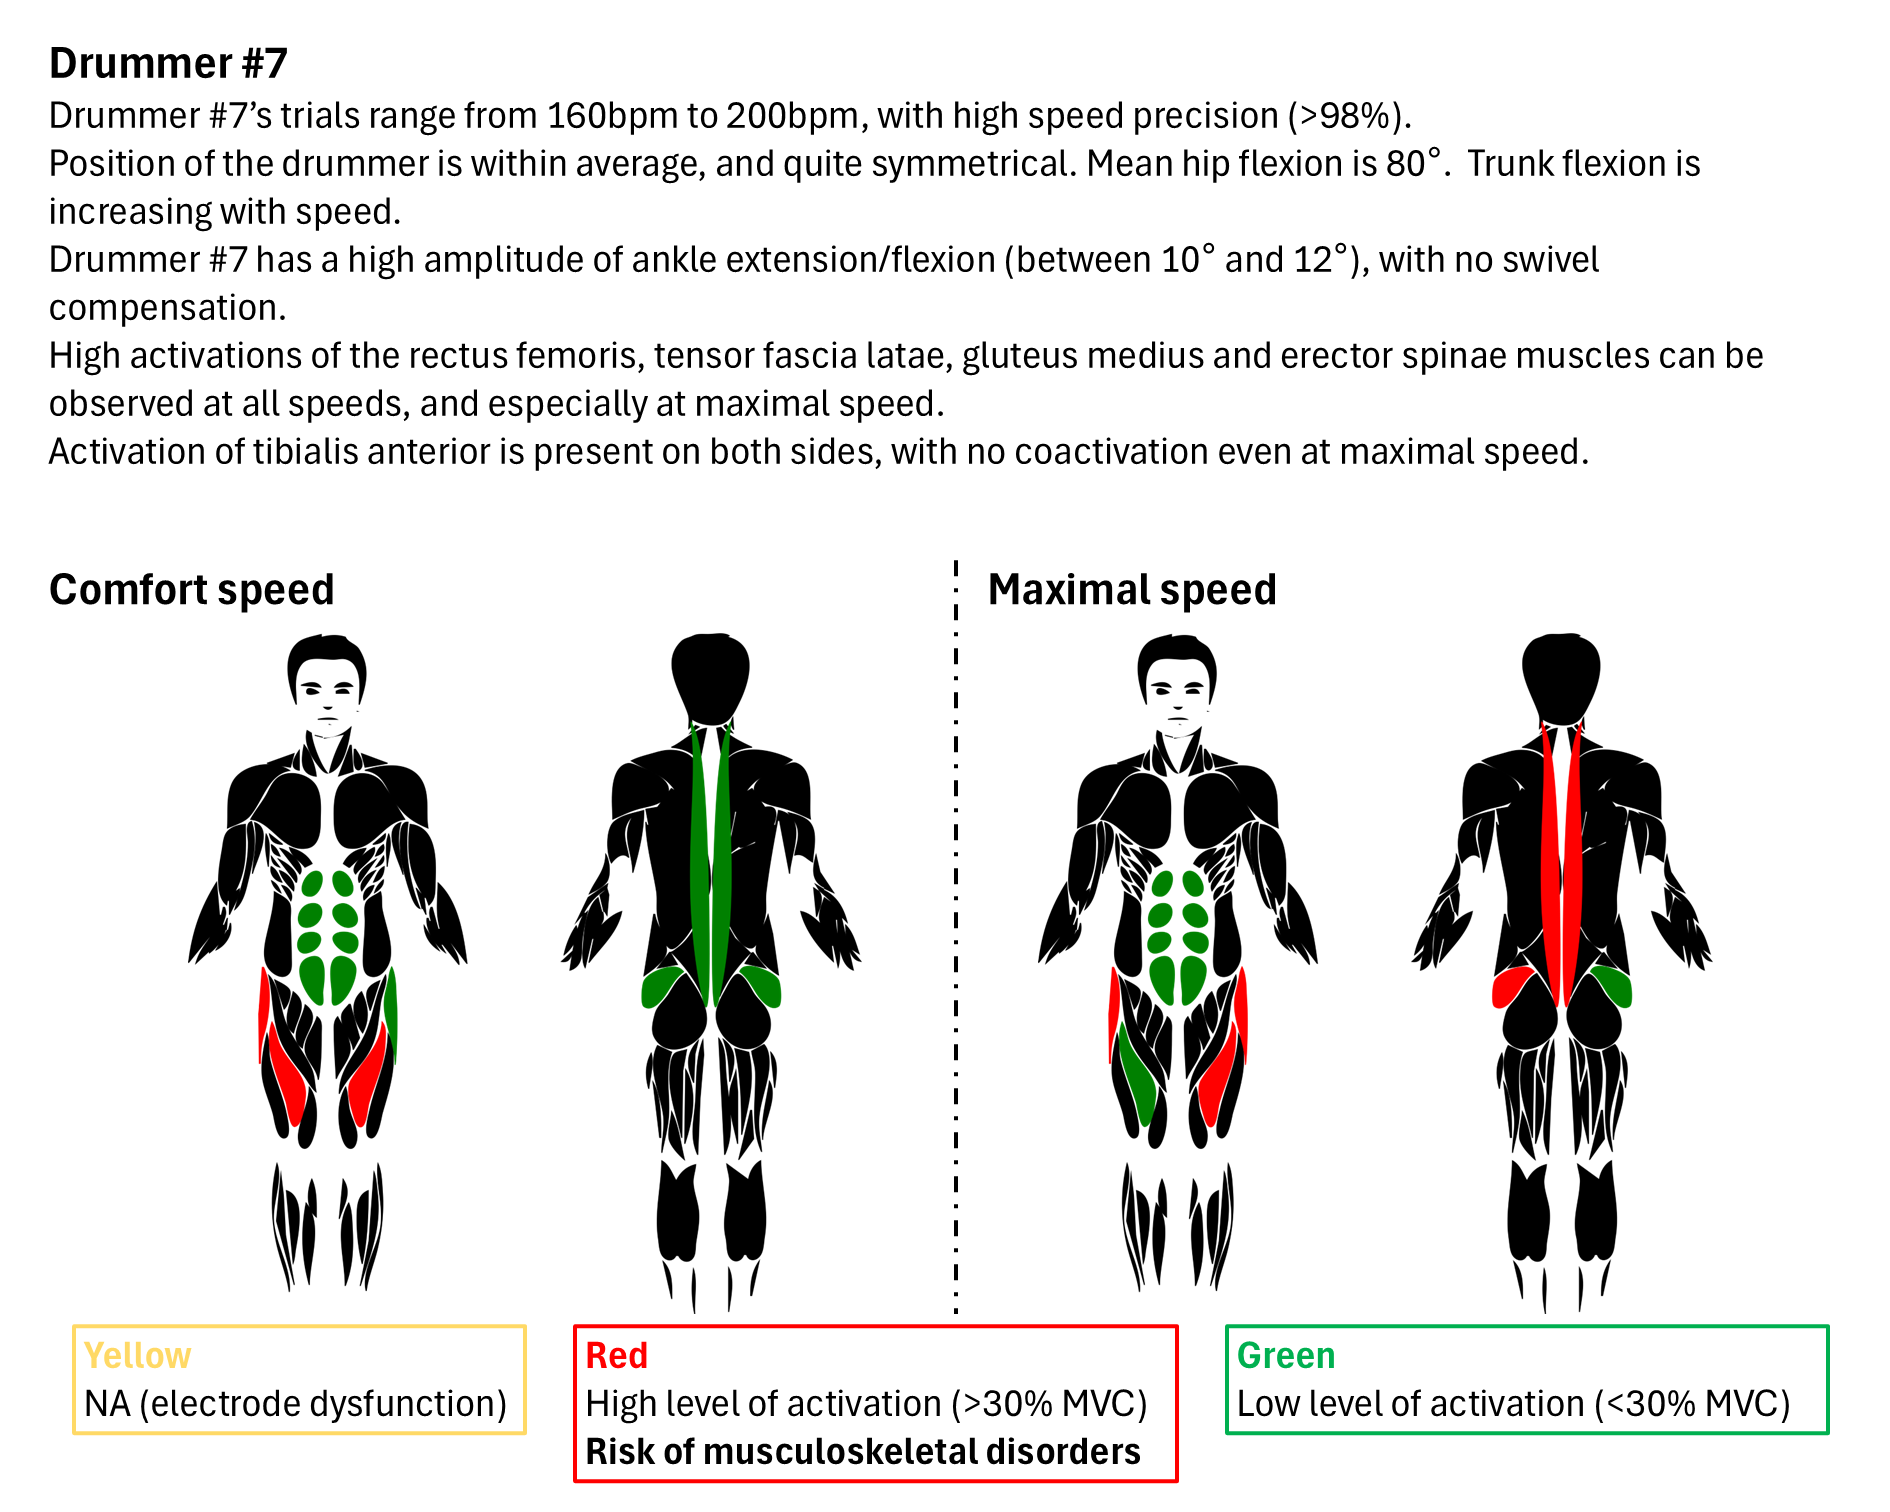 Drummer #7
Drummer #7’s trials range from 160bpm to 200bpm, with high speed precision (>98%).
Position of the drummer is within average, and quite symmetrical. Mean hip flexion is 80°.  Trunk flexion is
increasing with speed.
Drummer #7 has a high amplitude of ankle extension/flexion (between 10° and 12°), with no swivel
compensation.
High activations of the rectus femoris, tensor fascia latae, gluteus medius and erector spinae muscles can be
observed at all speeds, and especially at maximal speed.
Activation of tibialis anterior is present on both sides, with no coactivation even at maximal speed.
Comfort speed
Maximal speed
Yellow
NA (electrode dysfunction)
Red
High level of activation (>30% MVC)
Risk of musculoskeletal disorders
Green
Low level of activation (<30% MVC)